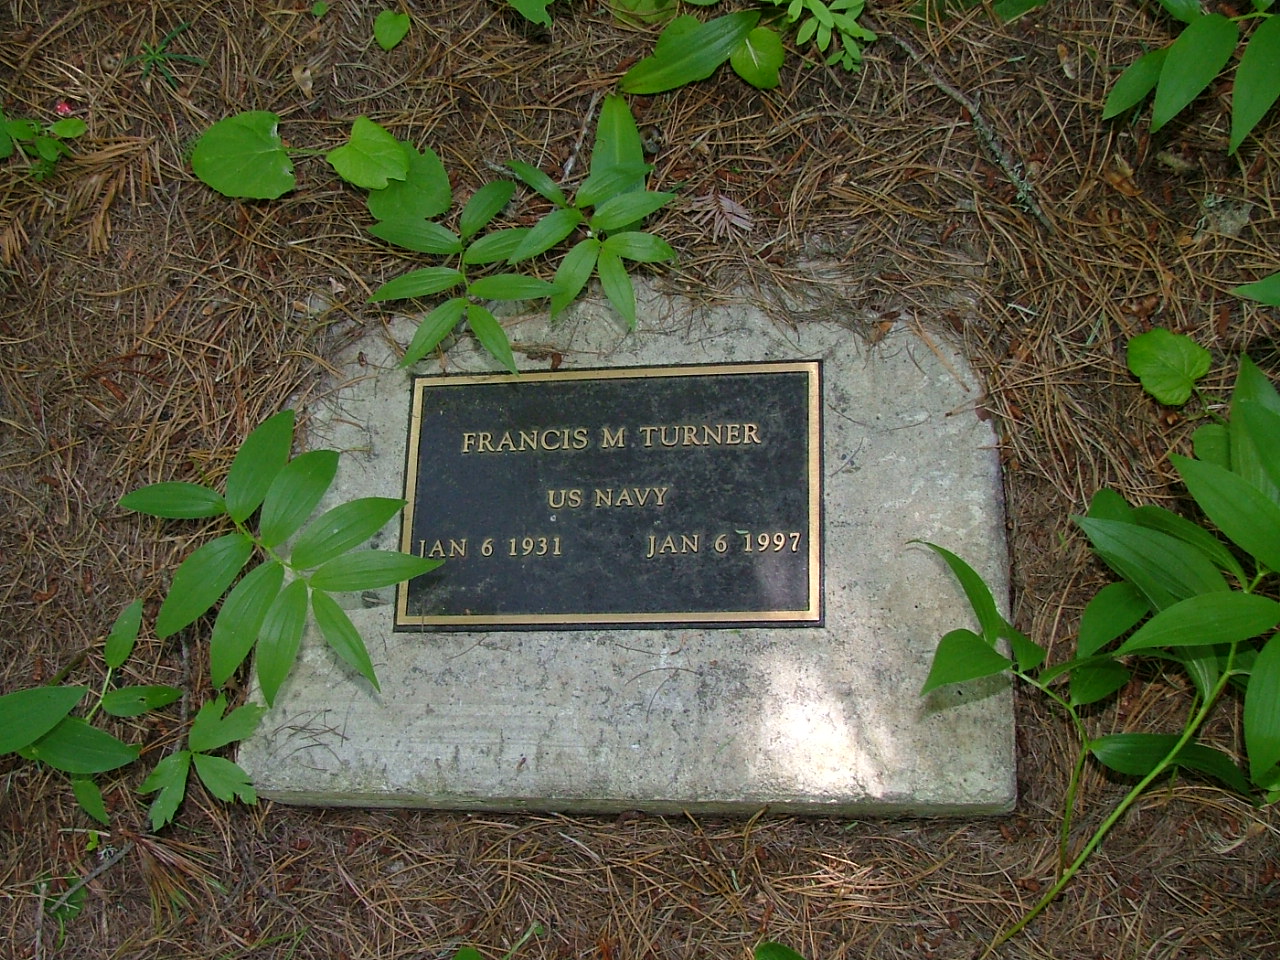 FRANCIS M TURNER
US NAVY
JAN 6 1931 JAN 6 1997